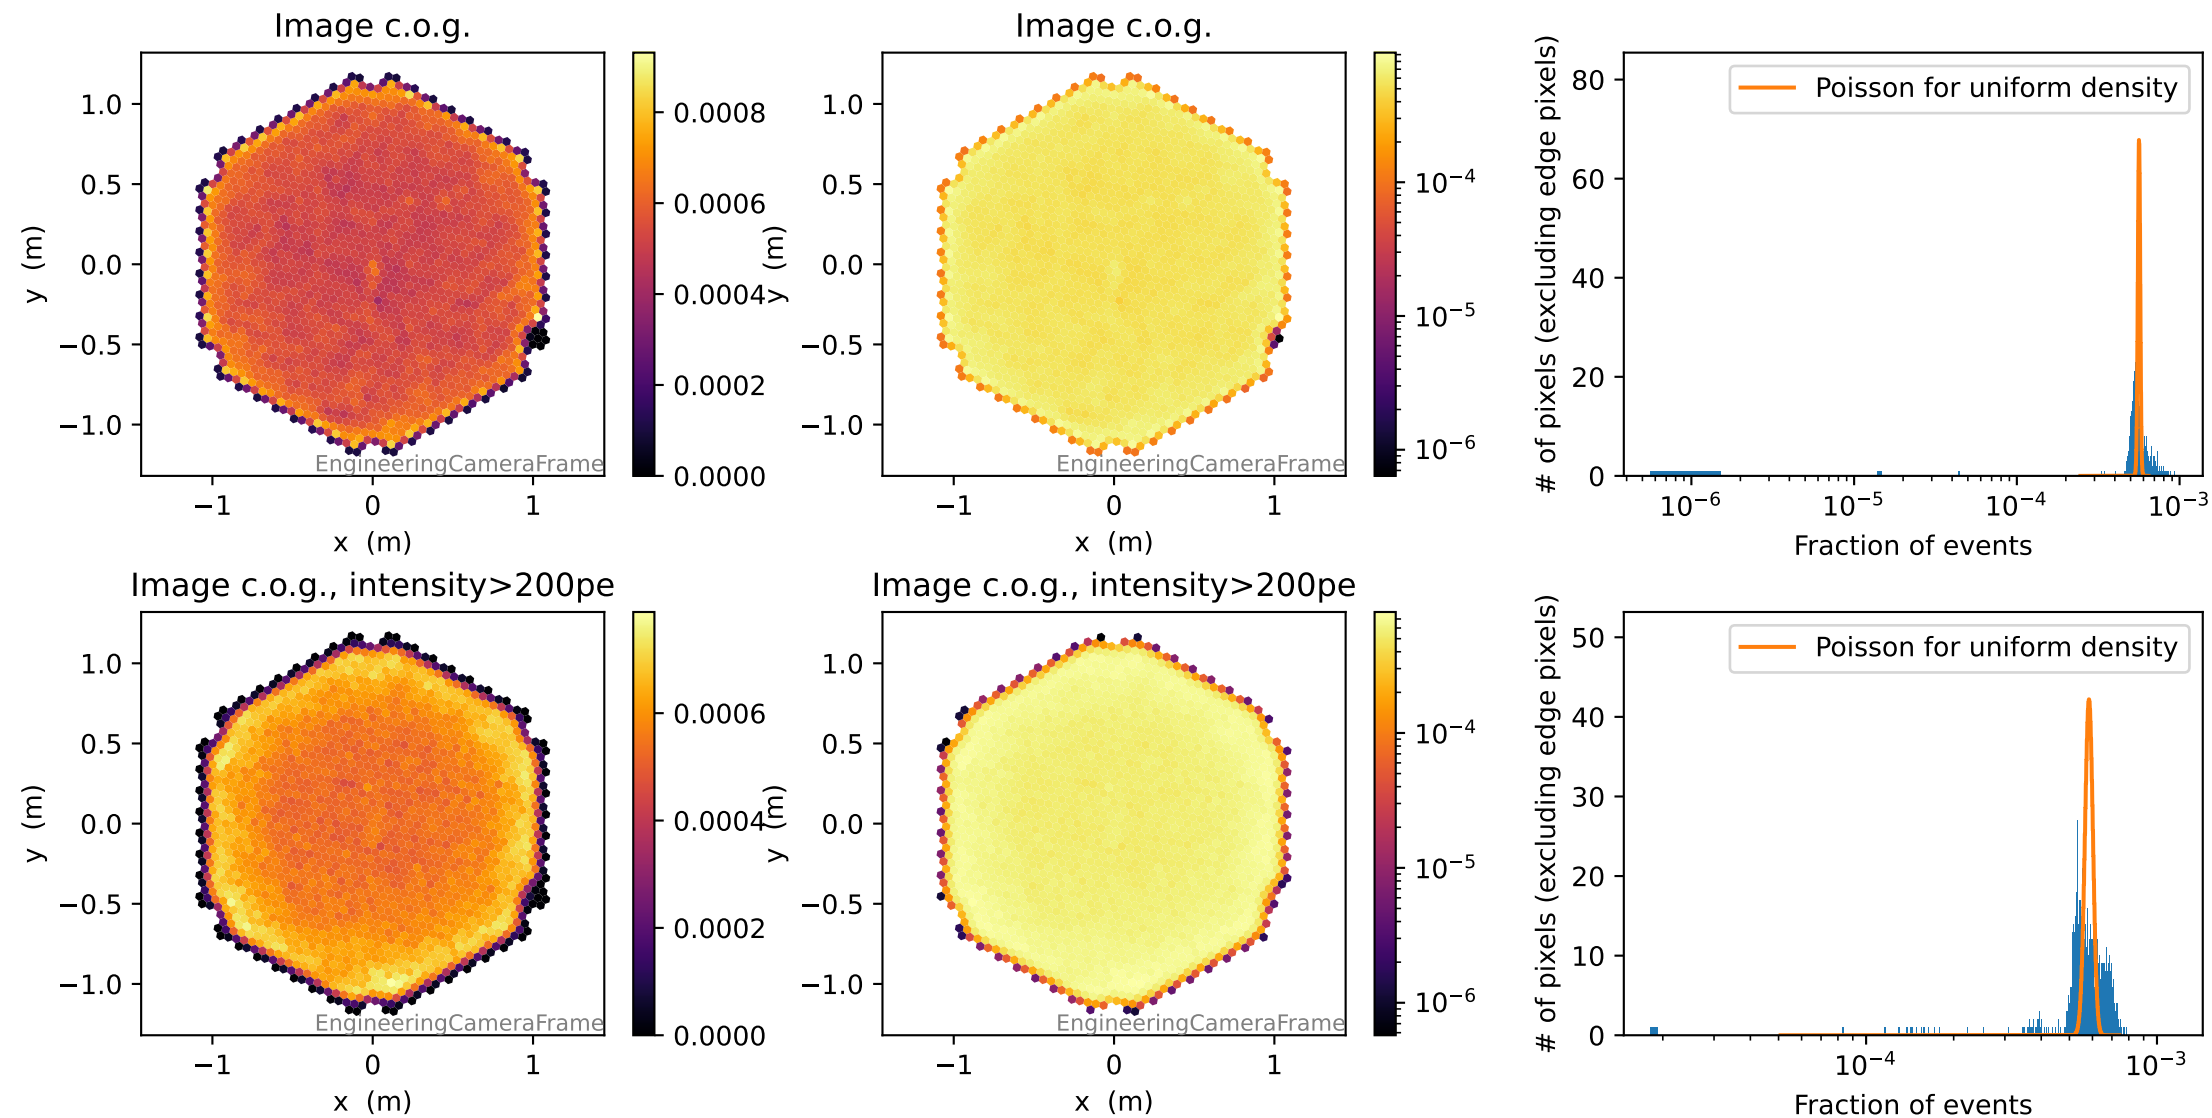 Image c.o.g.
1.0
0.5
0.0
−0.5
−1.0
y (m)
−1
0
1
x (m)
EngineeringCameraFrame
0.0008
0.0006
0.0004
0.0002
0.0000
Image c.o.g.
1.0
0.5
0.0
−0.5
−1.0
y (m)
−1
0
1
x (m)
EngineeringCameraFrame
10⁻⁴
10⁻⁵
10⁻⁶
Poisson for uniform density
80
60
40
20
0
# of pixels (excluding edge pixels)
10⁻⁶
10⁻⁵
10⁻⁴
10⁻³
Fraction of events
Image c.o.g., intensity>200pe
1.0
0.5
0.0
−0.5
−1.0
y (m)
−1
0
1
x (m)
EngineeringCameraFrame
0.0006
0.0004
0.0002
0.0000
Image c.o.g., intensity>200pe
1.0
0.5
0.0
−0.5
−1.0
y (m)
−1
0
1
x (m)
EngineeringCameraFrame
10⁻⁴
10⁻⁵
10⁻⁶
Poisson for uniform density
50
40
30
20
10
0
# of pixels (excluding edge pixels)
10⁻⁴
10⁻³
Fraction of events